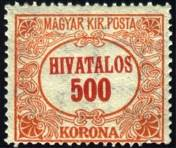 MAGYAR KIR. POSTA
HIVATALOS
500
KORONA